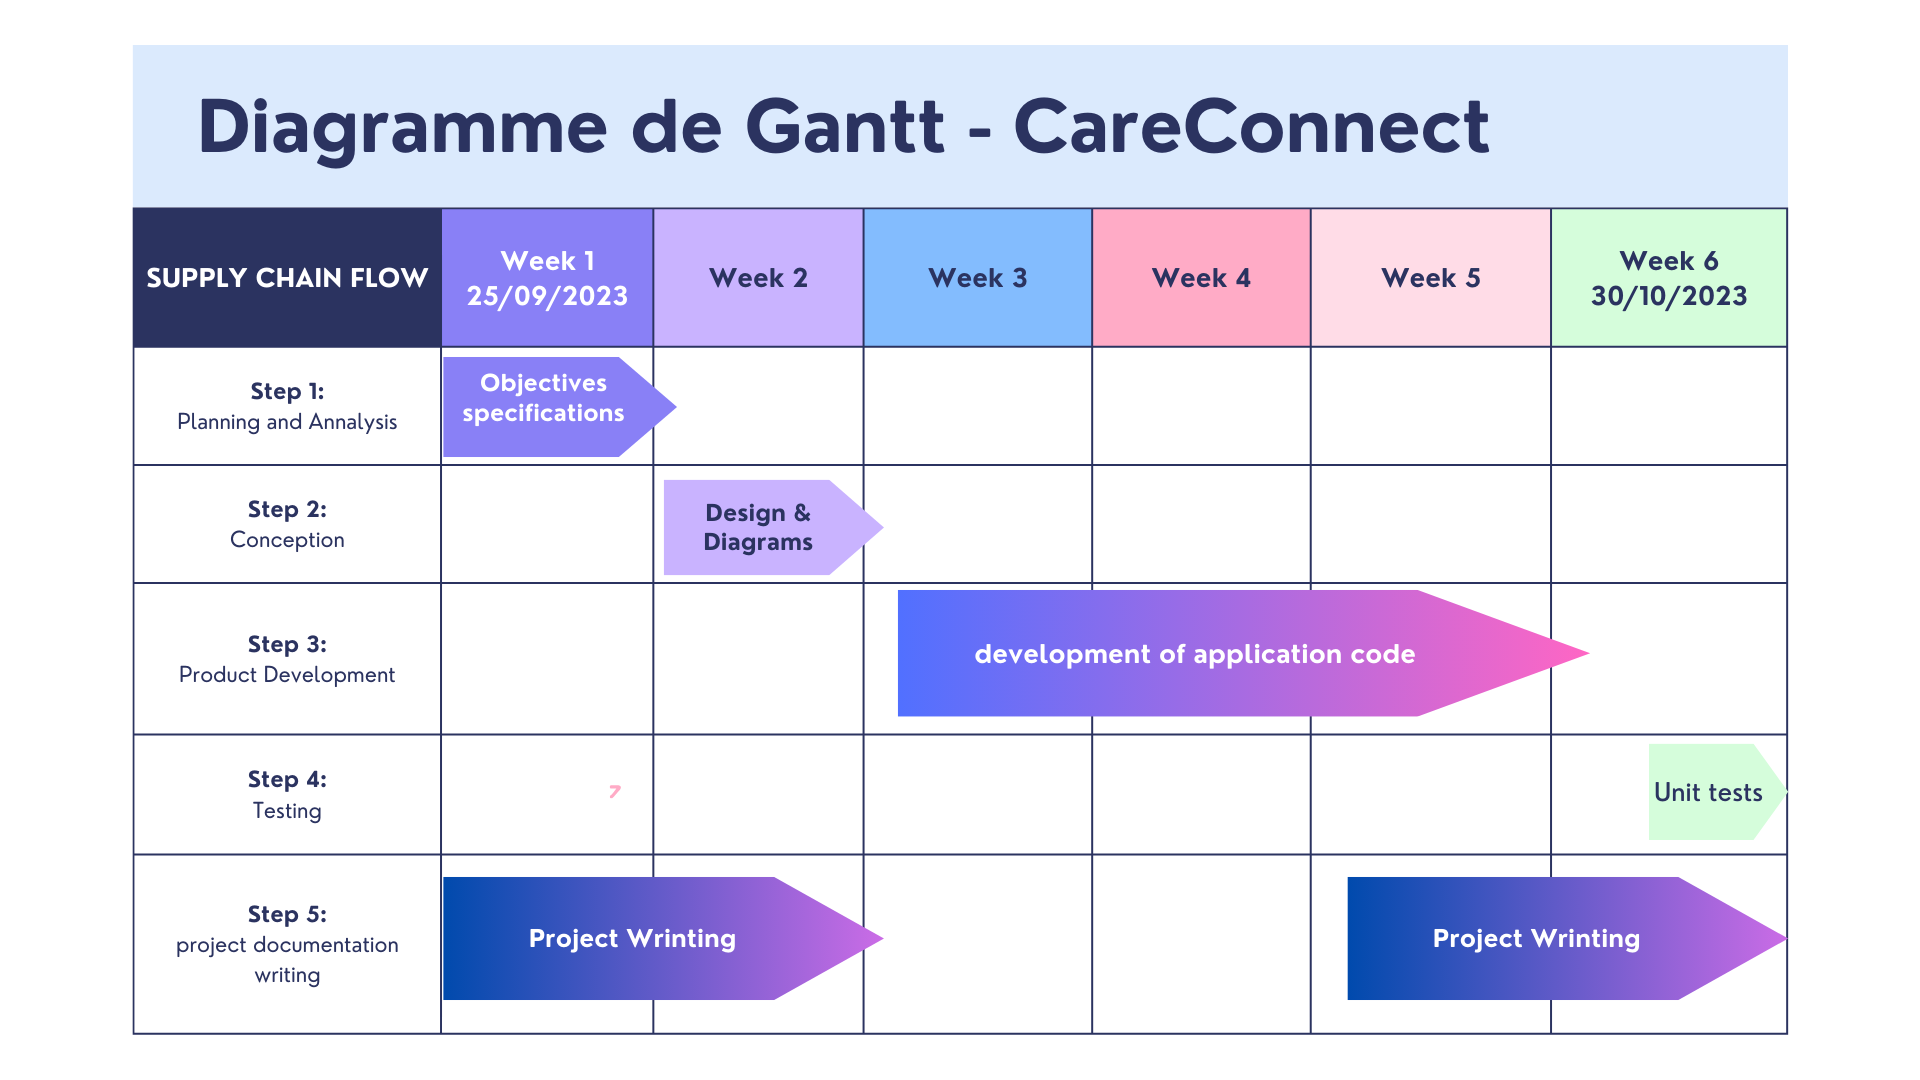 Diagramme de Gantt - CareConnect
SUPPLY CHAIN FLOW
Week 1
25/09/2023
Week 2
Week 3
Week 4
Week 5
Week 6
30/10/2023
Step 1:
Planning and Annalysis
Objectives
specifications
Step 2:
Conception
Design &
Diagrams
Step 3:
Product Development
development of application code
Step 4:
Testing
Unit tests
Step 5:
project documentation
writing
Project Wrinting
Project Wrinting